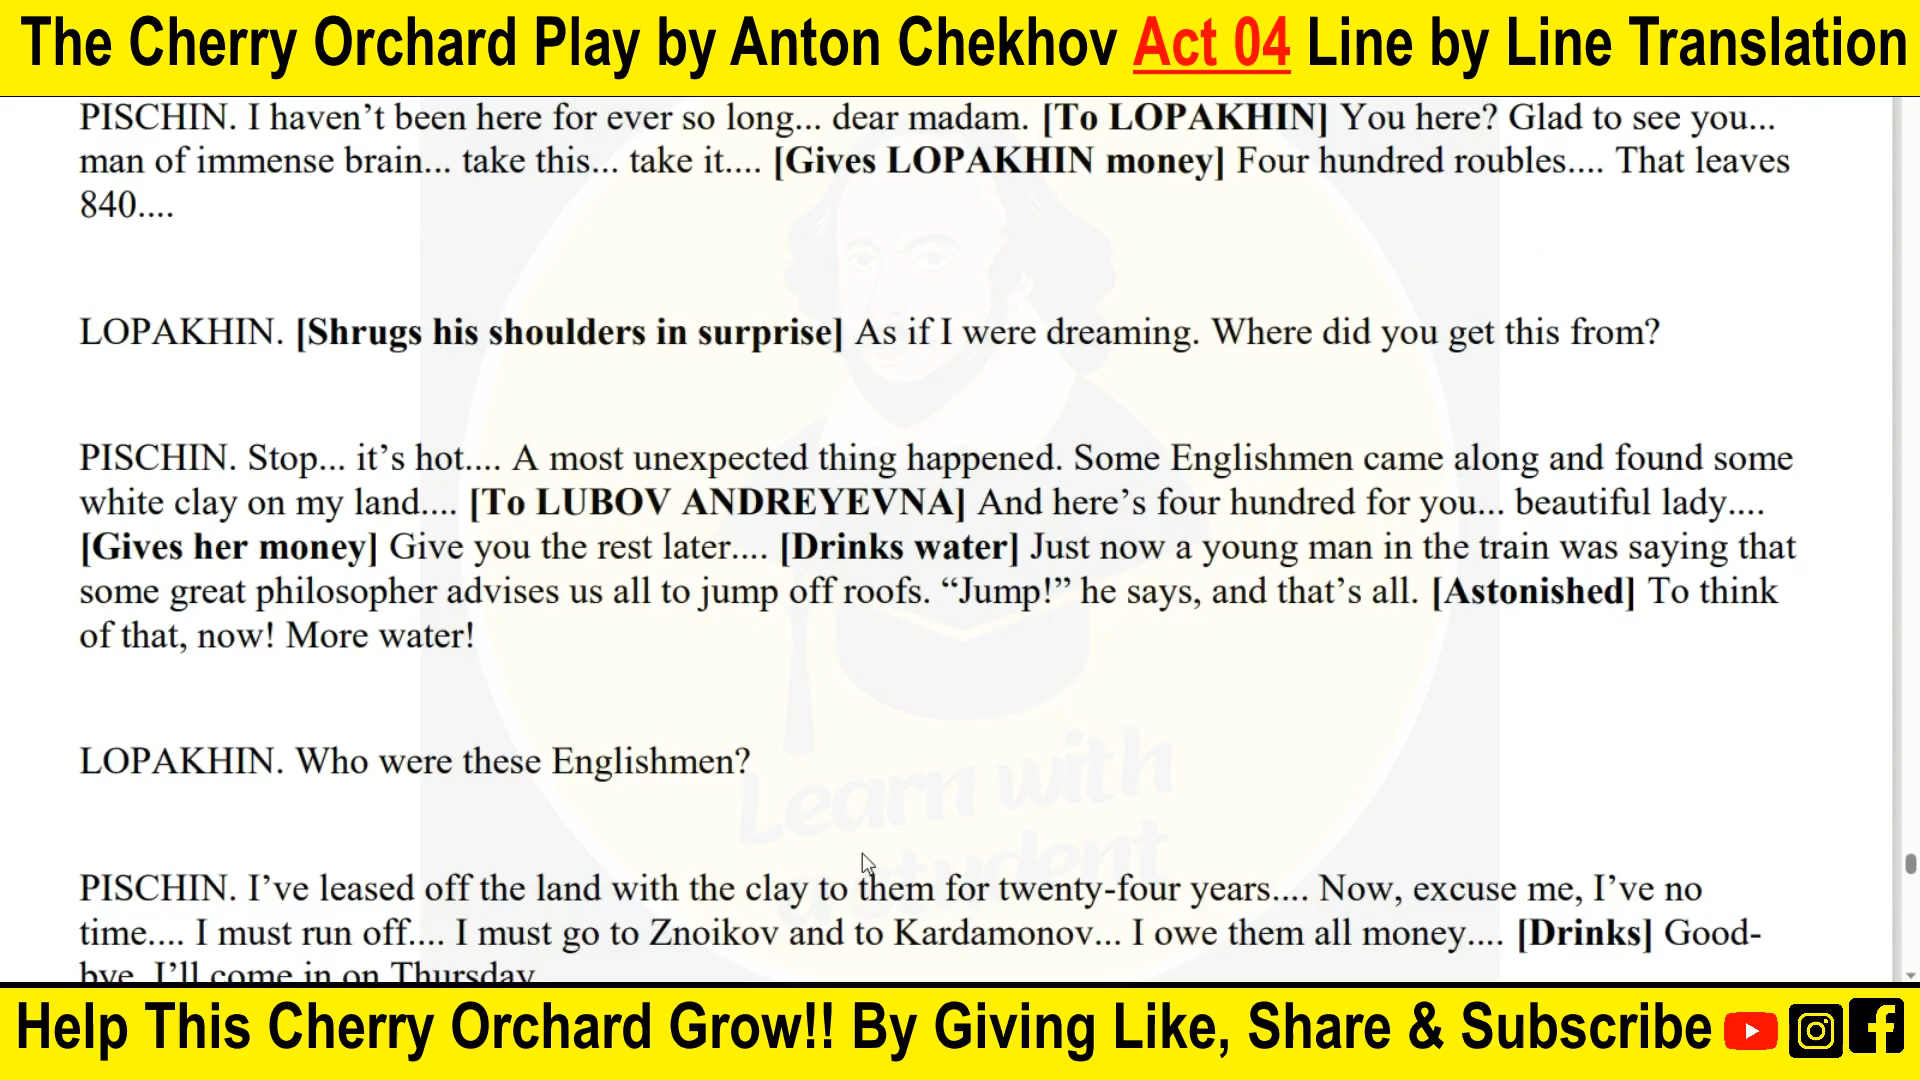 The Cherry Orchard Play by Anton Chekhov Act 04 Line by Line Translation
PISCHIN. I haven’t been here for ever so long... dear madam. [To LOPAKHIN] You here? Glad to see you...
man of immense brain... take this... take it.... [Gives LOPAKHIN money] Four hundred roubles.... That leaves
840....
LOPAKHIN. [Shrugs his shoulders in surprise] As if I were dreaming. Where did you get this from?
PISCHIN. Stop... it’s hot.... A most unexpected thing happened. Some Englishmen came along and found some
white clay on my land.... [To LUBOV ANDREYEVNA] And here’s four hundred for you... beautiful lady....
[Gives her money] Give you the rest later.... [Drinks water] Just now a young man in the train was saying that
some great philosopher advises us all to jump off roofs. “Jump!” he says, and that’s all. [Astonished] To think
of that, now! More water!
LOPAKHIN. Who were these Englishmen?
PISCHIN. I’ve leased off the land with the clay to them for twenty-four years.... Now, excuse me, I’ve no
time.... I must run off.... I must go to Znoikov and to Kardamonov... I owe them all money.... [Drinks] Good-
bye. I’ll come in on Thursday.
Learn with
a student
Help This Cherry Orchard Grow!! By Giving Like, Share & Subscribe